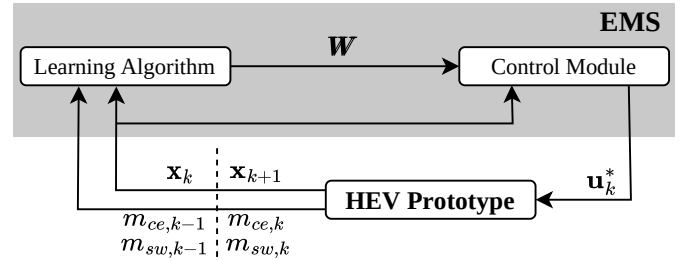 EMS
W
Learning Algorithm
Control Module
x_k x_{k+1}
u_k^*
HEV Prototype
m_{ce,k-1} m_{ce,k}
m_{sw,k-1} m_{sw,k}